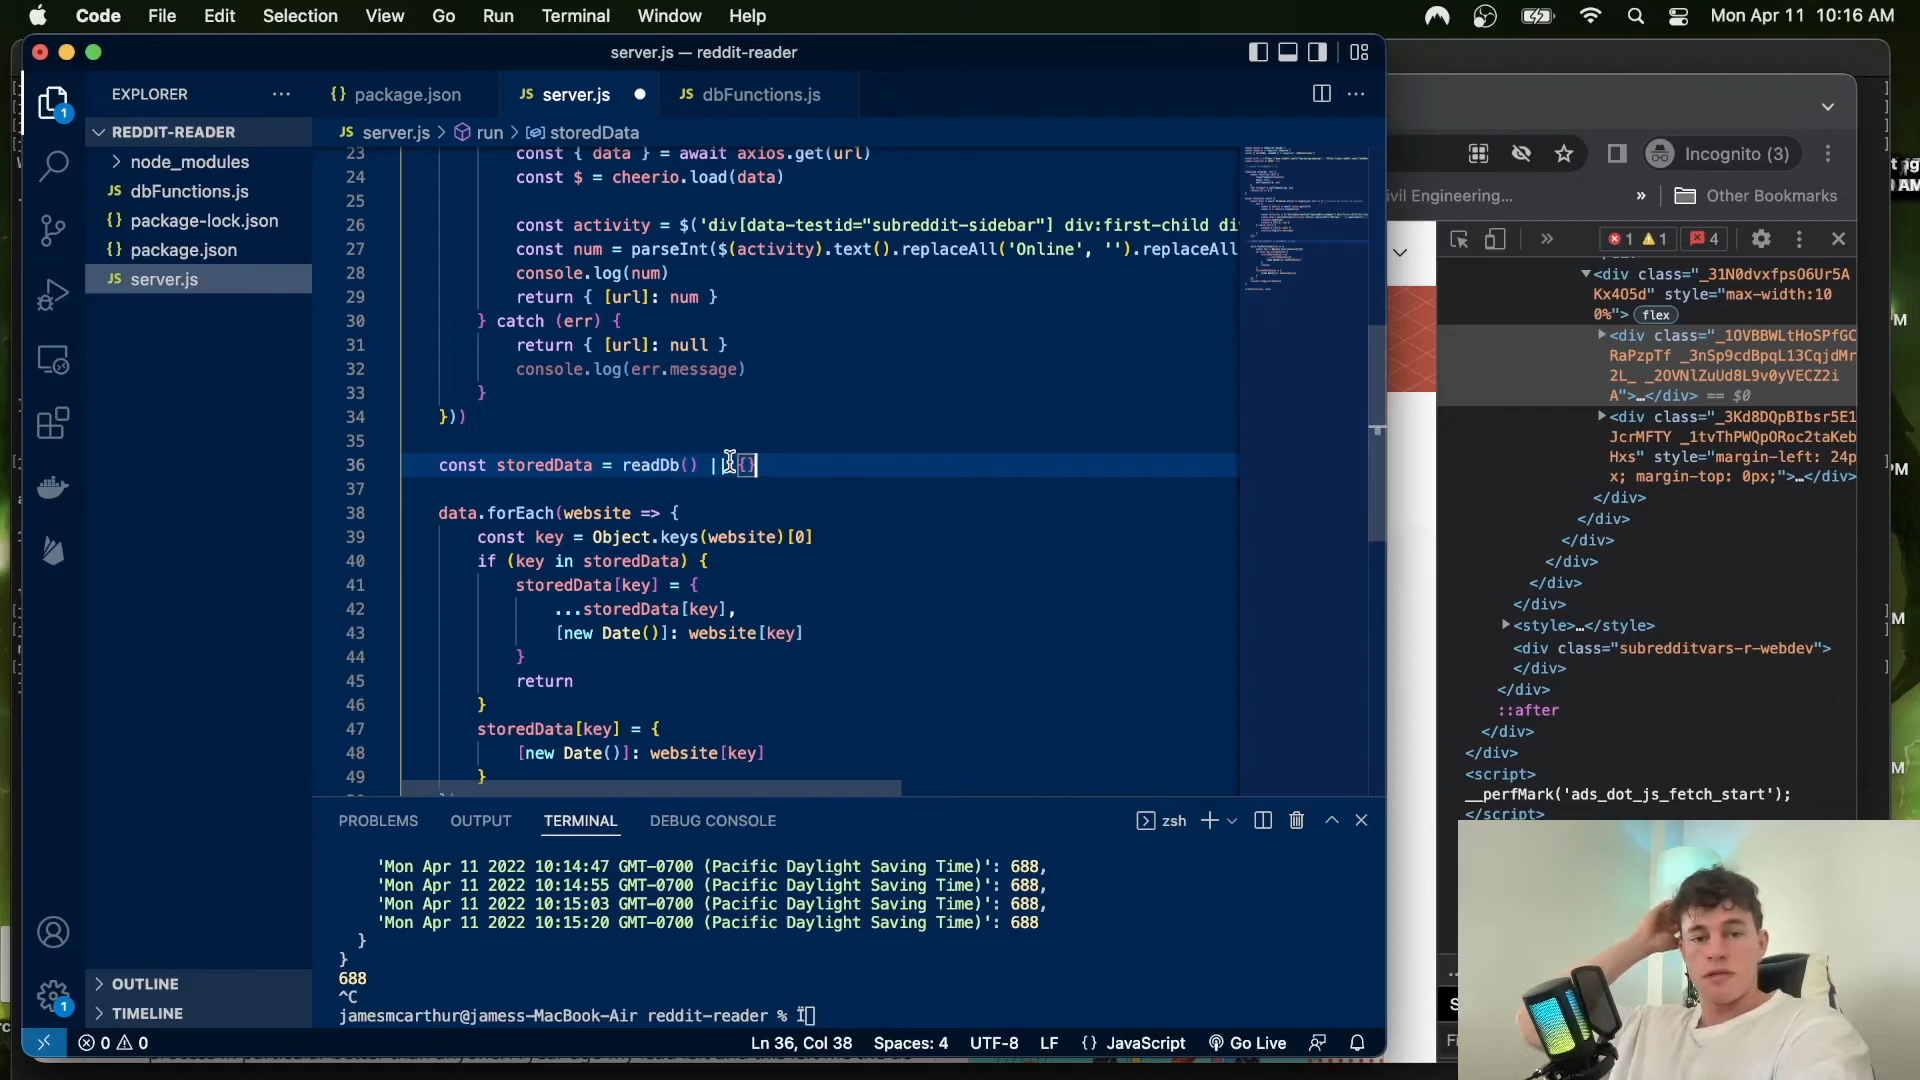 Code File Edit Selection View Go Run Terminal Window Help
Mon Apr 11 10:16 AM
server.js — reddit-reader
EXPLORER
package.json
JS server.js
JS dbFunctions.js
JS server.js > run > storedData
REDDIT-READER
node_modules
JS dbFunctions.js
{} package-lock.json
{} package.json
JS server.js
OUTLINE
TIMELINE
1
1
23 const { data } = await axios.get(url)
24 const $ = cheerio.load(data)
25
26 const activity = $('div[data-testid="subreddit-sidebar"] div:first-child di
27 const num = parseInt($(activity).text().replaceAll('Online', '').replaceAll
28 console.log(num)
29 return { [url]: num }
30 } catch (err) {
31 return { [url]: null }
32 console.log(err.message)
33 }
34 }))
35
36 const storedData = readDb() || {}
37
38 data.forEach(website => {
39 const key = Object.keys(website)[0]
40 if (key in storedData) {
41 storedData[key] = {
42 ...storedData[key],
43 [new Date()]: website[key]
44 }
45 return
46 }
47 storedData[key] = {
48 [new Date()]: website[key]
49 }
PROBLEMS OUTPUT TERMINAL DEBUG CONSOLE
zsh
'Mon Apr 11 2022 10:14:47 GMT-0700 (Pacific Daylight Saving Time)': 688,
'Mon Apr 11 2022 10:14:55 GMT-0700 (Pacific Daylight Saving Time)': 688,
'Mon Apr 11 2022 10:15:03 GMT-0700 (Pacific Daylight Saving Time)': 688,
'Mon Apr 11 2022 10:15:20 GMT-0700 (Pacific Daylight Saving Time)': 688
}
}
688
^C
jamesmcarthur@jamess-MacBook-Air reddit-reader %
0 0
Ln 36, Col 38 Spaces: 4 UTF-8 LF {} JavaScript Go Live
Incognito (3)
ivil Engineering...
» Other Bookmarks
» 1 1 4
<div class="_31N0dvxfpsO6Ur5A
Kx4O5d" style="max-width:10
0%"> flex
<div class="_1OVBBWLtHoSPfGC
RaPzpTf _3nSp9cdBpqL13CqjdMr
2L_ _2OVNlZuUd8L9v0yVECZ2i
A">…</div> == $0
<div class="_3Kd8DQpBIbsr5E1
JcrMFTY _1tvThPWQpORoc2taKeb
Hxs" style="margin-left: 24p
x; margin-top: 0px;">…</div>
</div>
</div>
</div>
</div>
</div>
</div>
<style>…</style>
<div class="subredditvars-r-webdev">
</div>
</div>
::after
</div>
</div>
<script>
__perfMark('ads_dot_js_fetch_start');
</script>